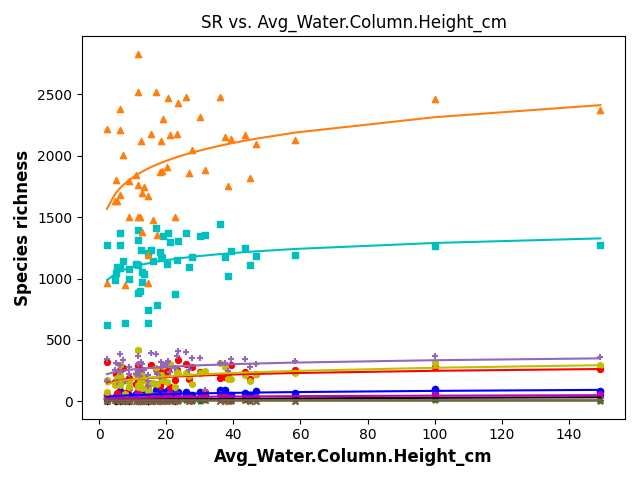 SR vs. Avg_Water.Column.Height_cm
Species richness
2500
2000
1500
1000
500
0
0 20 40 60 80 100 120 140
Avg_Water.Column.Height_cm